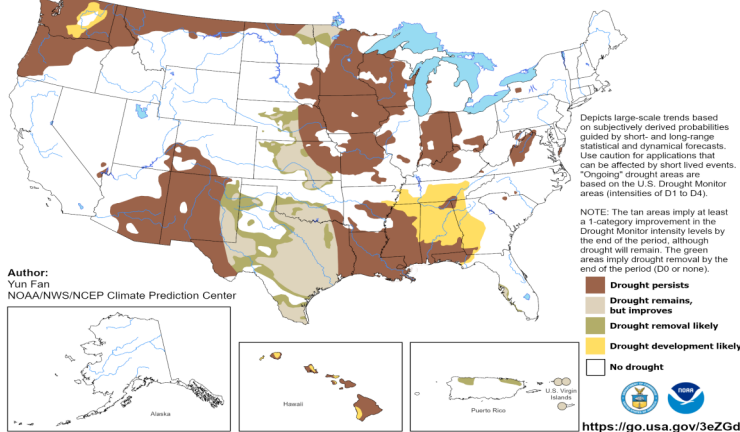 Depicts large-scale trends based
on subjectively derived probabilities
guided by short- and long-range
statistical and dynamical forecasts.
Use caution for applications that
can be affected by short lived events.
"Ongoing" drought areas are
based on the U.S. Drought Monitor
areas (intensities of D1 to D4).
NOTE: The tan areas imply at least
a 1-category improvement in the
Drought Monitor intensity levels by
the end of the period, although
drought will remain. The green
areas imply drought removal by the
end of the period (D0 or none).
Author:
Yun Fan
NOAA/NWS/NCEP Climate Prediction Center
Drought persists
Drought remains,
but improves
Drought removal likely
Drought development likely
No drought
Alaska
Hawaii
Puerto Rico
U.S. Virgin
Islands
NOAA
https://go.usa.gov/3eZGd